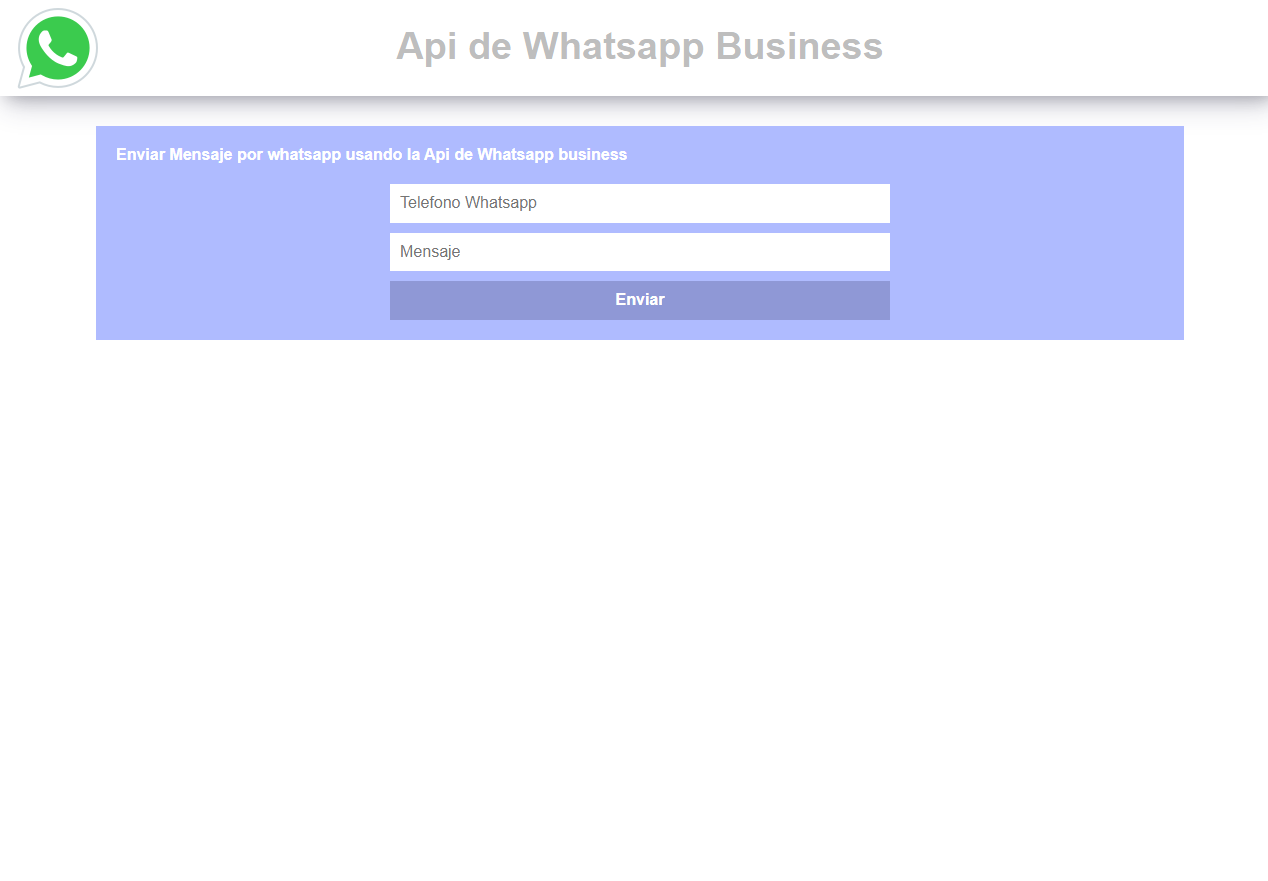 Api de Whatsapp Business
Enviar Mensaje por whatsapp usando la Api de Whatsapp business
Telefono Whatsapp
Mensaje
Enviar